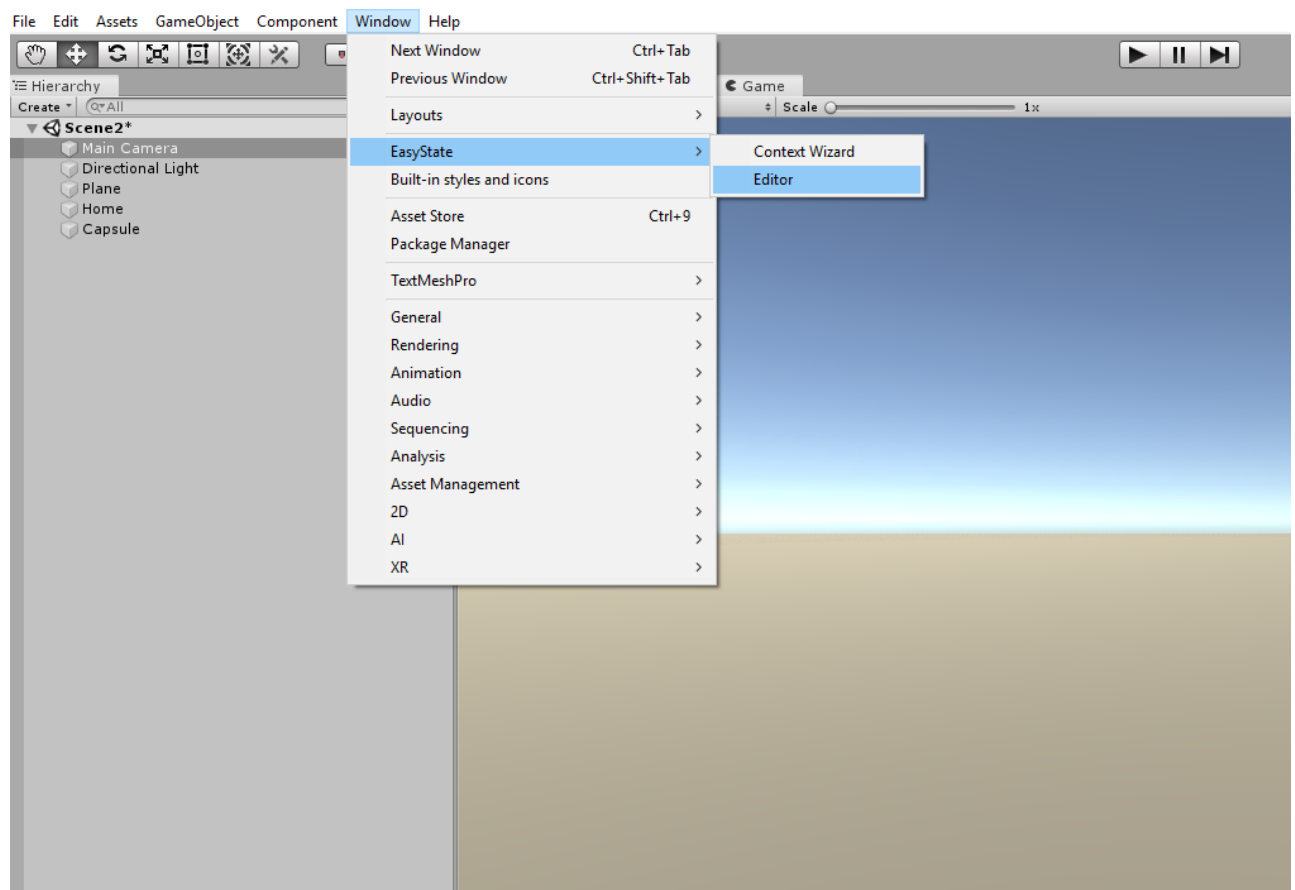 File Edit Assets GameObject Component Window Help
Next Window Ctrl+Tab
Previous Window Ctrl+Shift+Tab
Layouts
EasyState
Built-in styles and icons
Asset Store Ctrl+9
Package Manager
TextMeshPro
General
Rendering
Animation
Audio
Sequencing
Analysis
Asset Management
2D
AI
XR
Context Wizard
Editor
Hierarchy
Create All
Scene2*
Main Camera
Directional Light
Plane
Home
Capsule
Game
Scale 1x